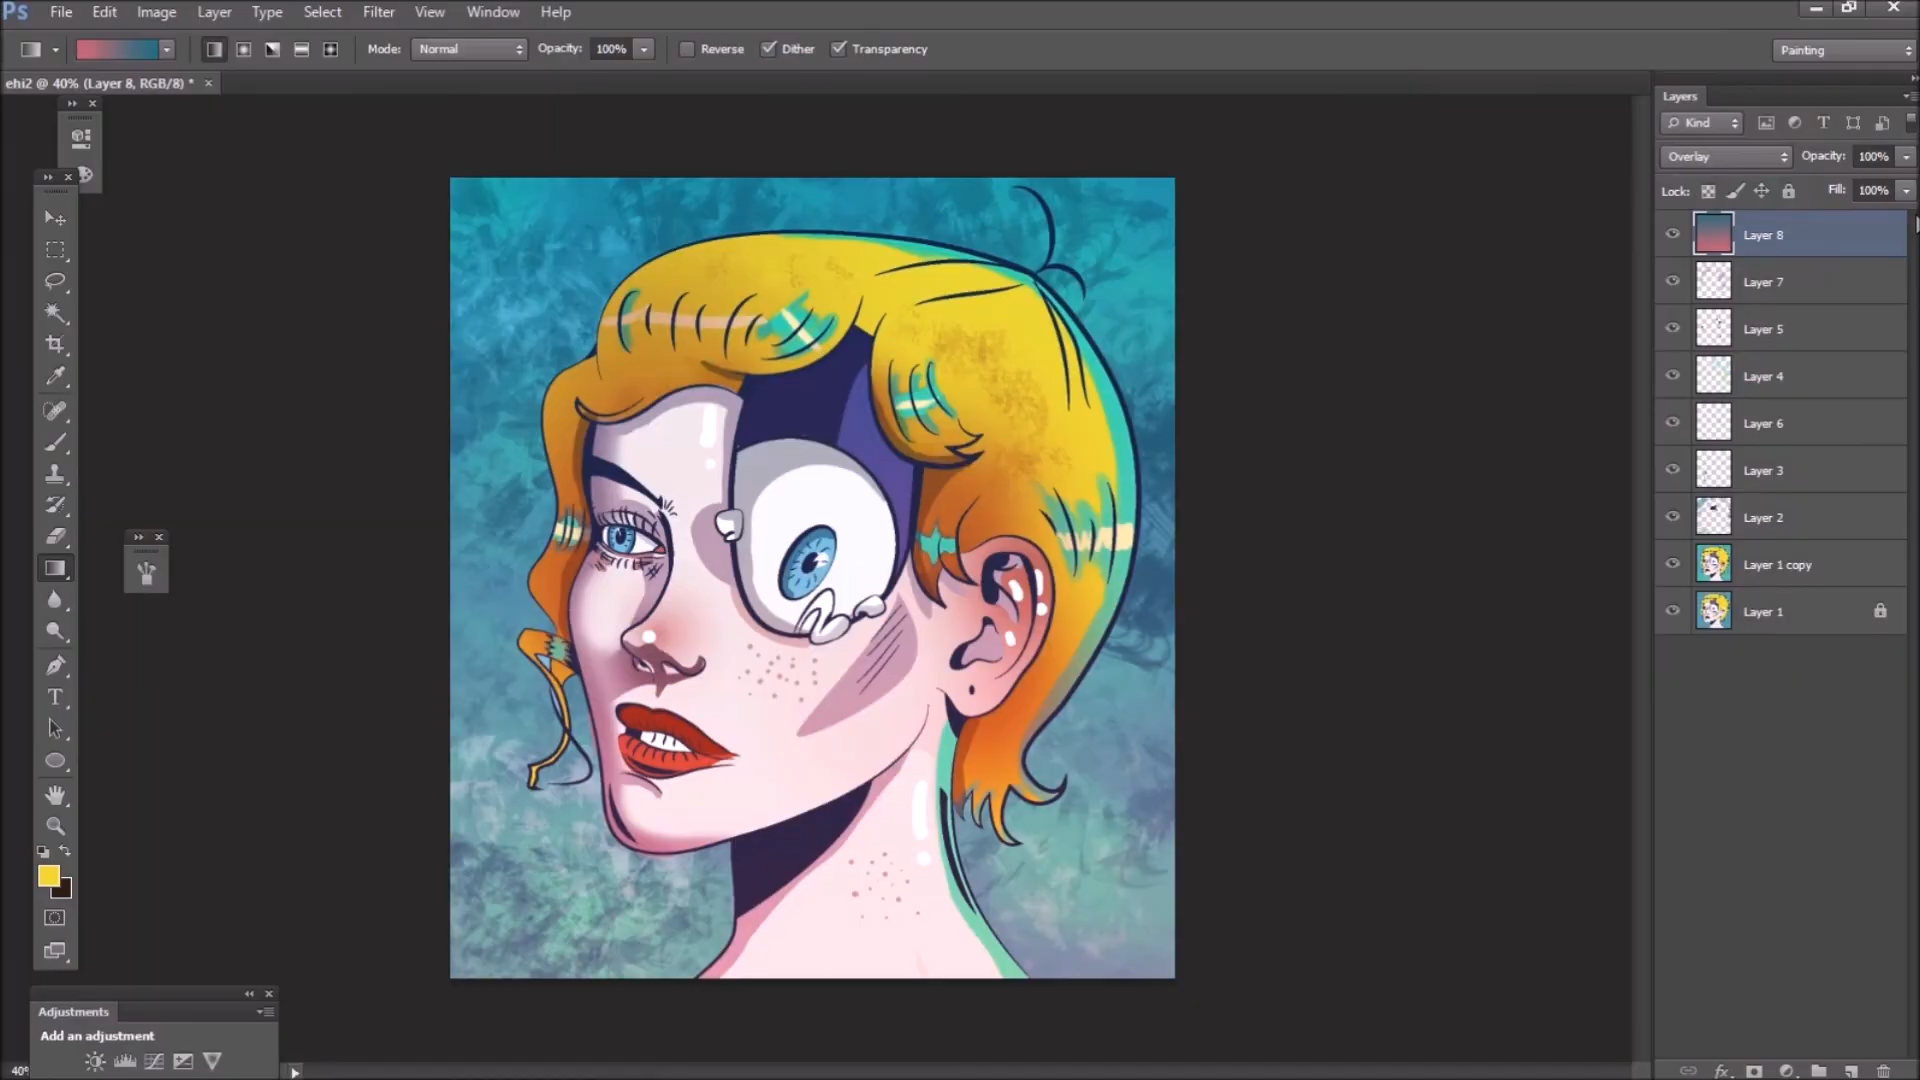 Ps File Edit Image Layer Type Select Filter View Window Help
Mode: Normal Opacity: 100% Reverse Dither Transparency Painting
ehi2 @ 40% (Layer 8, RGB/8) *
Layers
Kind
Overlay Opacity: 100%
Lock: Fill: 100%
Layer 8
Layer 7
Layer 5
Layer 4
Layer 6
Layer 3
Layer 2
Layer 1 copy
Layer 1
Adjustments
Add an adjustment
40%